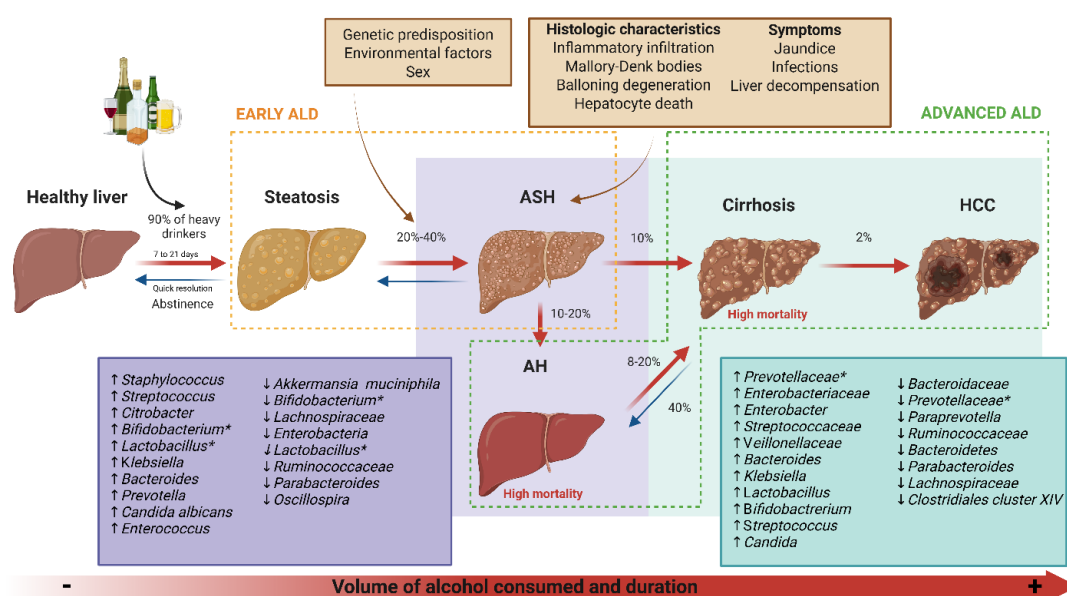 Genetic predisposition
Environmental factors
Sex
Histologic characteristics
Inflammatory infiltration
Mallory-Denk bodies
Balloning degeneration
Hepatocyte death
Symptoms
Jaundice
Infections
Liver decompensation
EARLY ALD
ADVANCED ALD
Healthy liver
90% of heavy
drinkers
7 to 21 days
Quick resolution
Abstinence
Steatosis
20%-40%
ASH
10%
10-20%
Cirrhosis
High mortality
2%
HCC
AH
High mortality
8-20%
40%
↑ Staphylococcus
↑ Streptococcus
↑ Citrobacter
↑ Bifidobacterium*
↑ Lactobacillus*
↑ Klebsiella
↑ Bacteroides
↑ Prevotella
↑ Candida albicans
↑ Enterococcus
↓ Akkermansia muciniphila
↓ Bifidobacterium*
↓ Lachnospiraceae
↓ Enterobacteria
↓ Lactobacillus*
↓ Ruminococcaceae
↓ Parabacteroides
↓ Oscillospira
↑ Prevotellaceae*
↑ Enterobacteriaceae
↑ Enterobacter
↑ Streptococcaceae
↑ Veillonellaceae
↑ Bacteroides
↑ Klebsiella
↑ Lactobacillus
↑ Bifidobactrerium
↑ Streptococcus
↑ Candida
↓ Bacteroidaceae
↓ Prevotellaceae*
↓ Paraprevotella
↓ Ruminococcaceae
↓ Bacteroidetes
↓ Parabacteroides
↓ Lachnospiraceae
↓ Clostridiales cluster XIV
- Volume of alcohol consumed and duration +